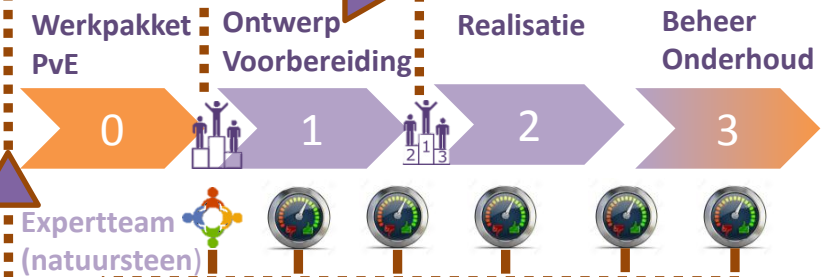 Werkpakket
PvE
Ontwerp
Voorbereiding
Realisatie
Beheer
Onderhoud
0
1
2
3
2 1 3
Expertteam
(natuursteen)